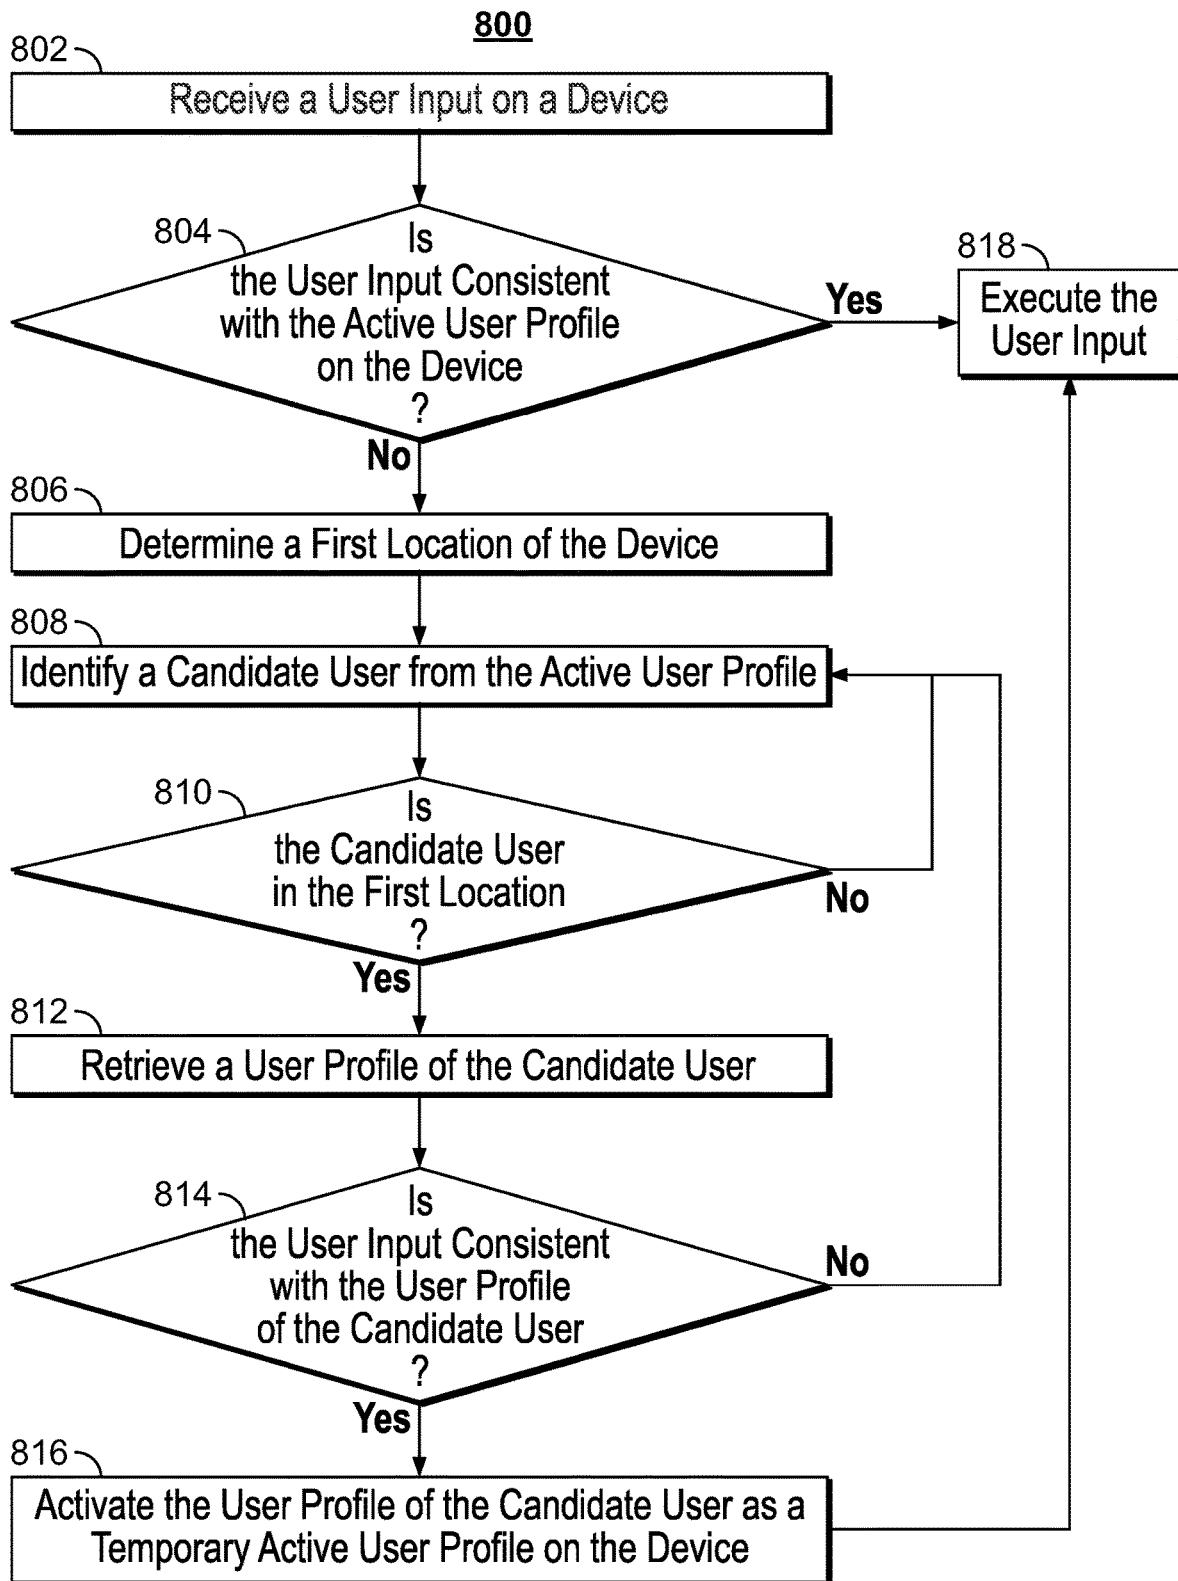 800
802
Receive a User Input on a Device
804
Is
the User Input Consistent
with the Active User Profile
on the Device
?
Yes
No
818
Execute the
User Input
806
Determine a First Location of the Device
808
Identify a Candidate User from the Active User Profile
810
Is
the Candidate User
in the First Location
?
No
Yes
812
Retrieve a User Profile of the Candidate User
814
Is
the User Input Consistent
with the User Profile
of the Candidate User
?
No
Yes
816
Activate the User Profile of the Candidate User as a
Temporary Active User Profile on the Device